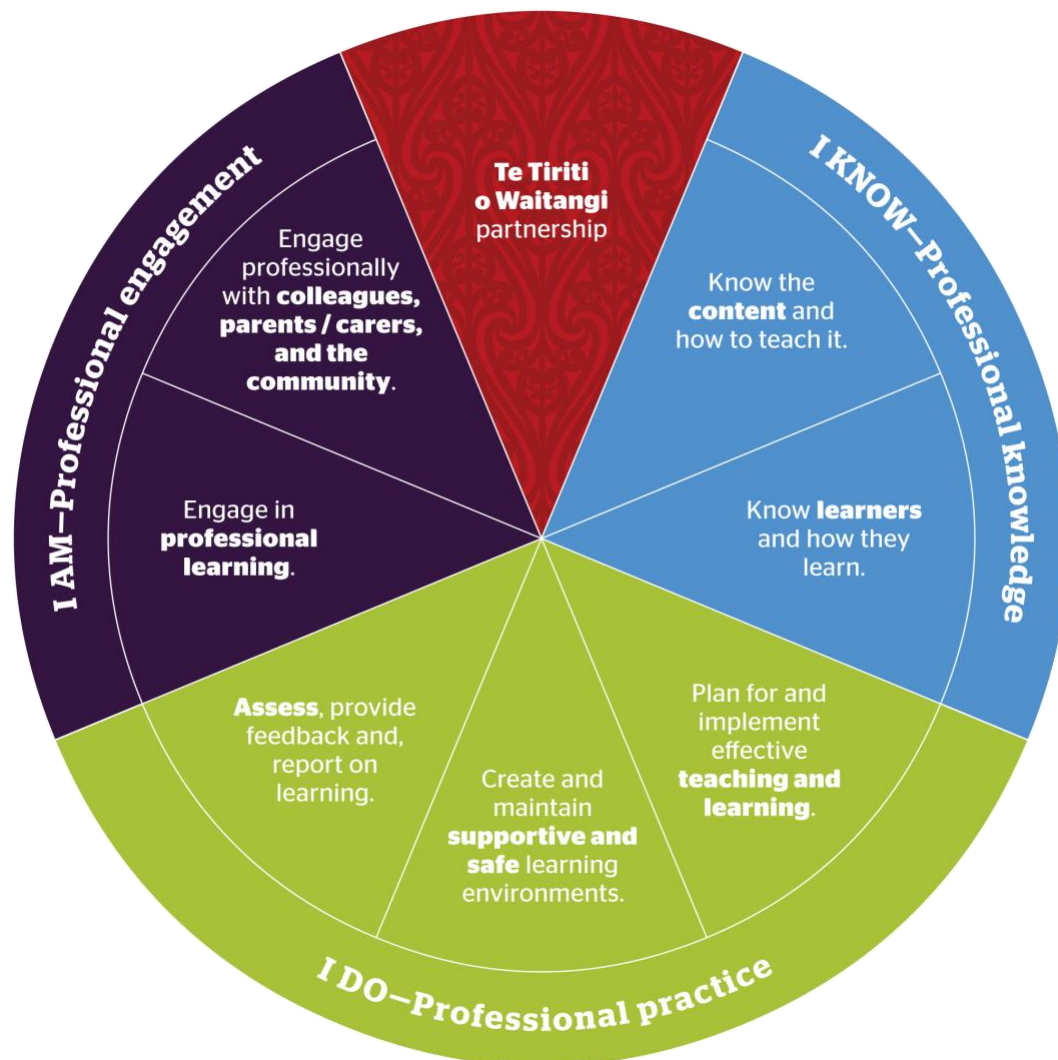 Te Tiriti
o Waitangi
partnership
I KNOW—Professional knowledge
Know the
content and
how to teach it.
Know learners
and how they
learn.
Plan for and
implement
effective
teaching and
learning.
Create and
maintain
supportive and
safe learning
environments.
Assess, provide
feedback and,
report on
learning.
I DO—Professional practice
Engage in
professional
learning.
Engage
professionally
with colleagues,
parents / carers,
and the
community.
I AM—Professional engagement